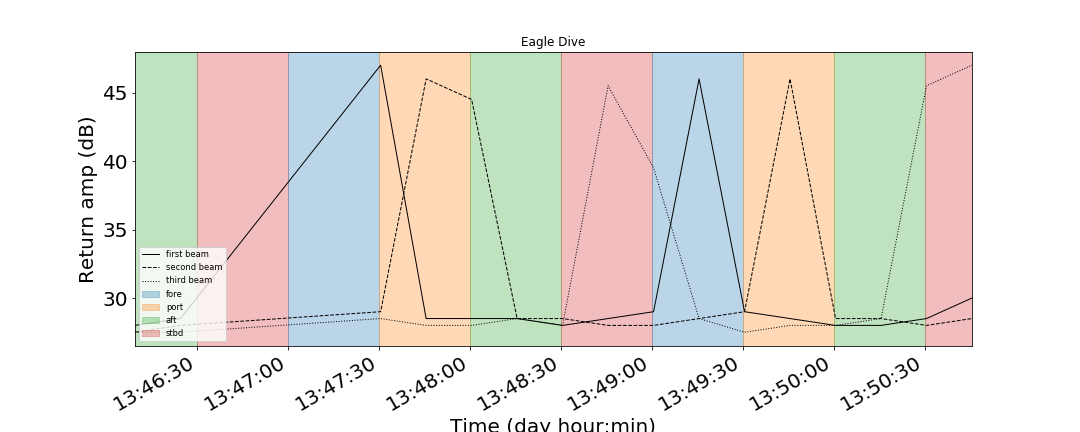 Eagle Dive
Return amp (dB)
45
40
35
30
first beam
second beam
third beam
fore
port
aft
stbd
13:46:30
13:47:00
13:47:30
13:48:00
13:48:30
13:49:00
13:49:30
13:50:00
13:50:30
Time (day hour:min)